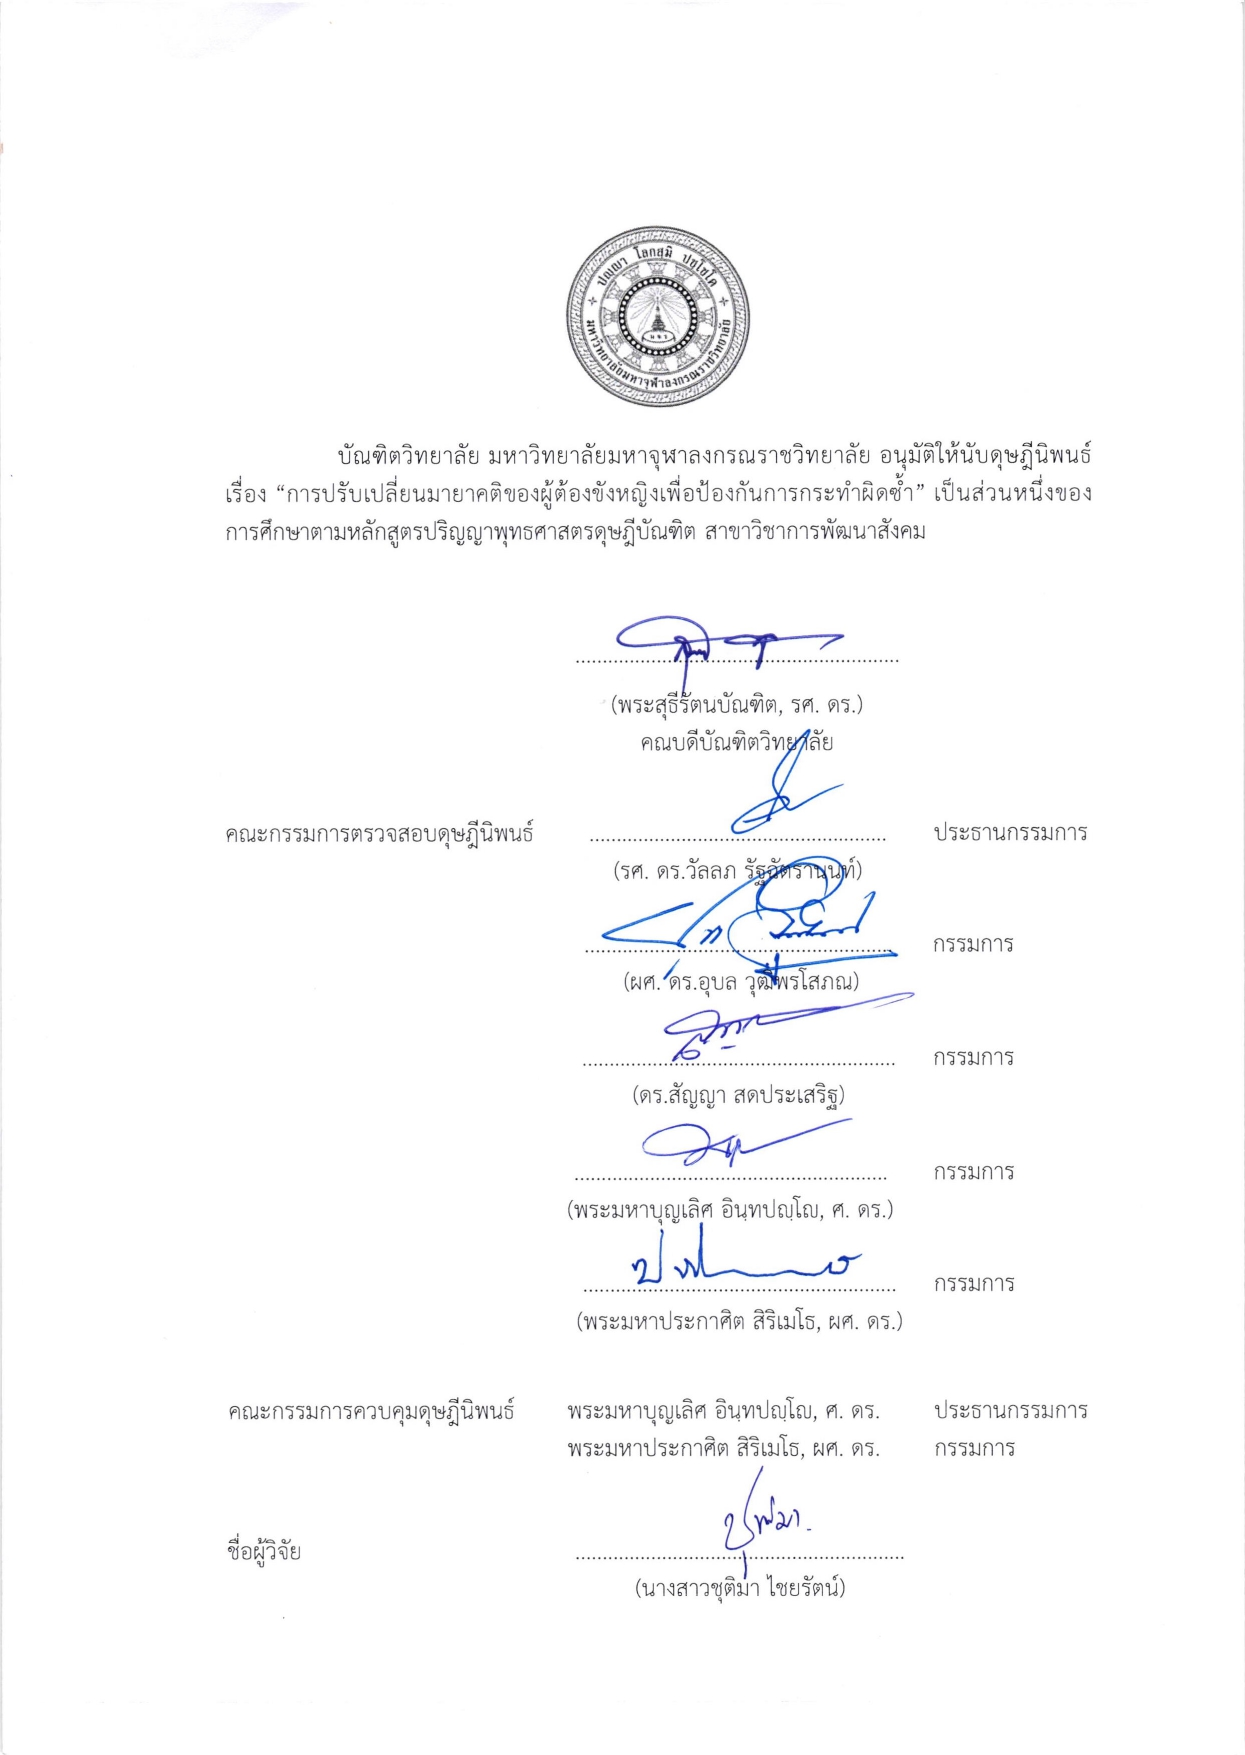 ปญฺญา โลกสฺมิ ปชฺโชโต
มหาวิทยาลัยมหาจุฬาลงกรณราชวิทยาลัย
บัณฑิตวิทยาลัย มหาวิทยาลัยมหาจุฬาลงกรณราชวิทยาลัย อนุมัติให้นับดุษฎีนิพนธ์
เรื่อง “การปรับเปลี่ยนมายาคติของผู้ต้องขังหญิงเพื่อป้องกันการกระทำผิดซ้ำ” เป็นส่วนหนึ่งของ
การศึกษาตามหลักสูตรปริญญาพุทธศาสตรดุษฎีบัณฑิต สาขาวิชาการพัฒนาสังคม
(พระสุธีรัตนบัณฑิต, รศ. ดร.)
คณบดีบัณฑิตวิทยาลัย
คณะกรรมการตรวจสอบดุษฎีนิพนธ์ ประธานกรรมการ
(รศ. ดร.วัลลภ รัฐฉัตรานนท์)
กรรมการ
(ผศ. ดร.อุบล วุฒิพรโสภณ)
กรรมการ
(ดร.สัญญา สดประเสริฐ)
กรรมการ
(พระมหาบุญเลิศ อินฺทปญฺโญ, ศ. ดร.)
กรรมการ
(พระมหาประกาศิต สิริเมโธ, ผศ. ดร.)
คณะกรรมการควบคุมดุษฎีนิพนธ์ พระมหาบุญเลิศ อินฺทปญฺโญ, ศ. ดร. ประธานกรรมการ
พระมหาประกาศิต สิริเมโธ, ผศ. ดร. กรรมการ
ชุติมา
ชื่อผู้วิจัย
(นางสาวชุติมา ไชยรัตน์)